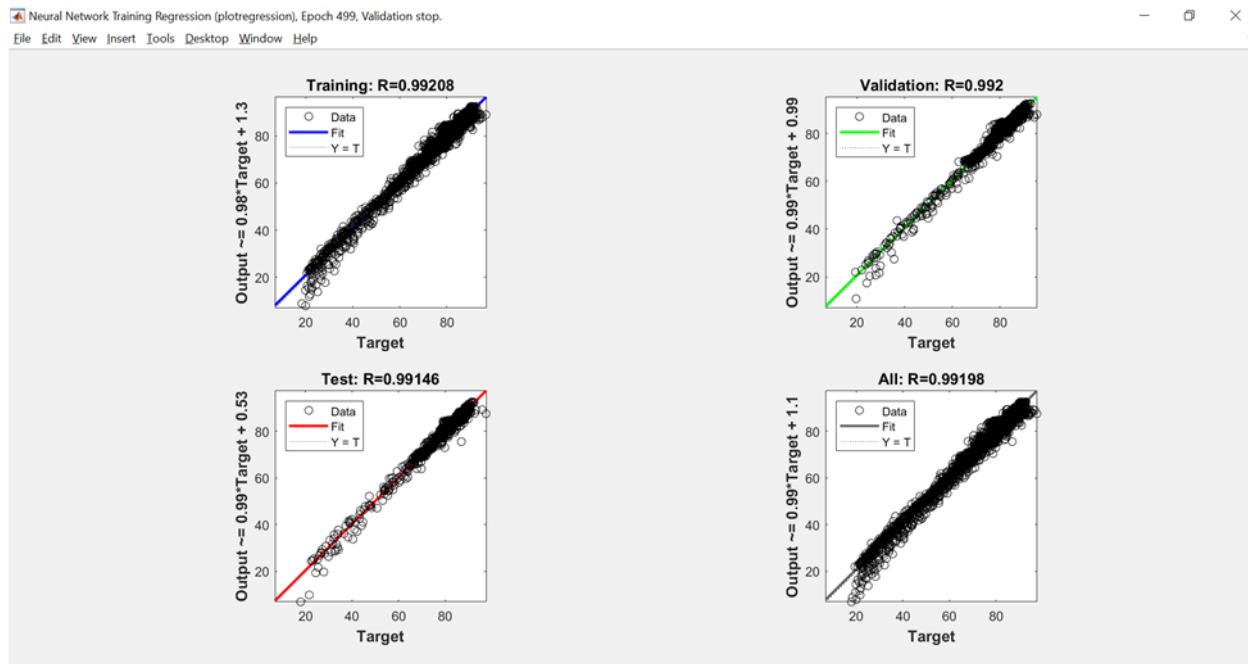 Neural Network Training Regression (plotregression), Epoch 499, Validation stop.
File Edit View Insert Tools Desktop Window Help
Training: R=0.99208
Output ~= 0.98*Target + 1.3
Data
Fit
Y = T
80
60
40
20
20 40 60 80
Target
Validation: R=0.992
Output ~= 0.99*Target + 0.99
Data
Fit
Y = T
80
60
40
20
20 40 60 80
Target
Test: R=0.99146
Output ~= 0.99*Target + 0.53
Data
Fit
Y = T
80
60
40
20
20 40 60 80
Target
All: R=0.99198
Output ~= 0.99*Target + 1.1
Data
Fit
Y = T
80
60
40
20
20 40 60 80
Target